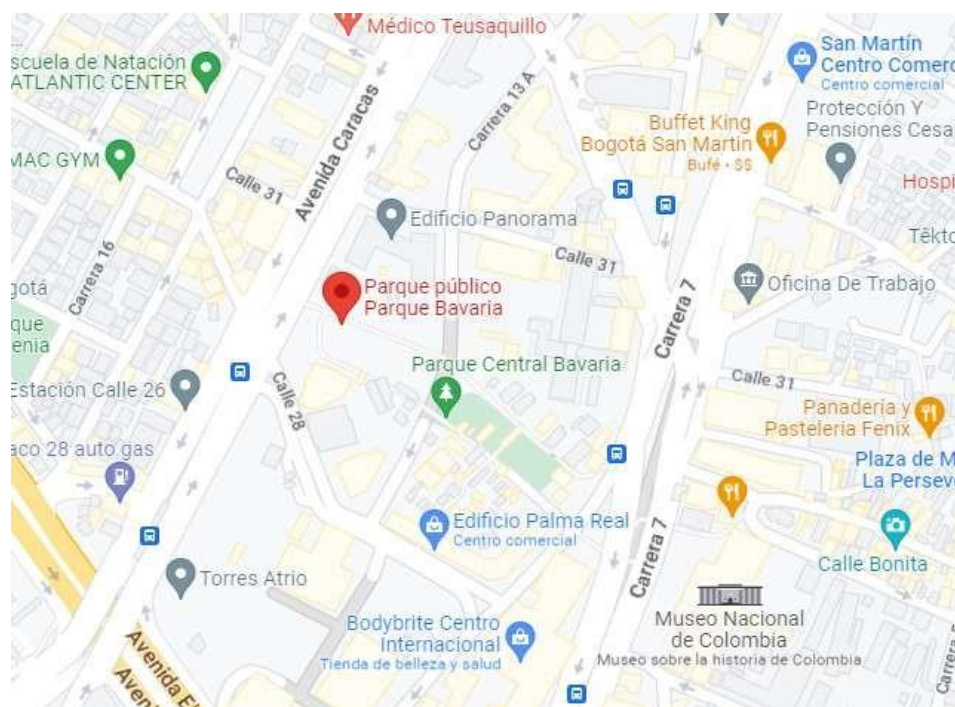 Médico Teusaquillo
scuela de Natación
ATLANTIC CENTER
San Martín
Centro Comerc
Centro comercial
Avenida Caracas
Carrera 13 A
Protección Y
Pensiones Cesa
Buffet King
Bogotá San Martin
Bufé • $$
MAC GYM
Calle 31
Hospi
Edificio Panorama
Têkto
Carrera 16
Calle 31
gotá
Parque público
Parque Bavaria
Oficina De Trabajo
que
enia
Carrera 7
Parque Central Bavaria
Calle 31
Estación Calle 26
Calle 28
Panadería y
Pasteleria Fenix
aco 28 auto gas
Plaza de M
La Persev
Edificio Palma Real
Centro comercial
Carrera 7
Calle Bonita
Torres Atrio
Museo Nacional
de Colombia
Museo sobre la historia de Colombia
Bodybrite Centro
Internacional
Tienda de belleza y salud
Avenida E
Aven